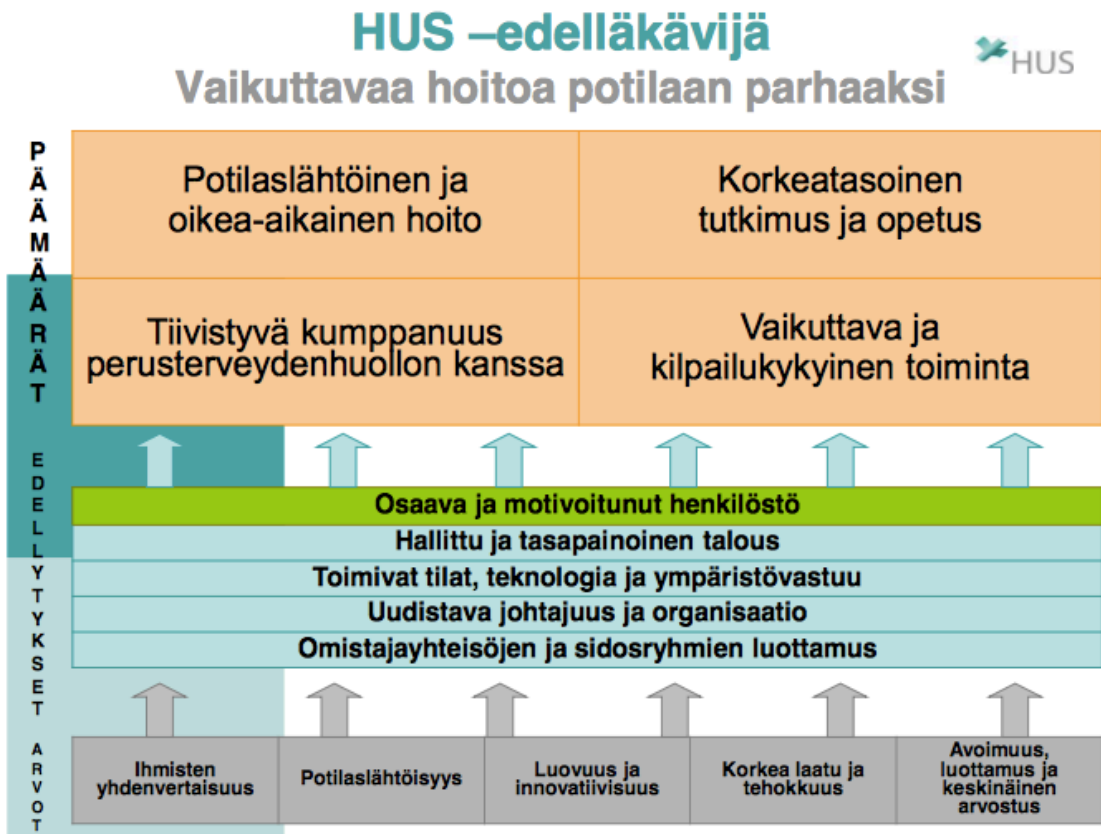 HUS –edelläkävijä
Vaikuttavaa hoitoa potilaan parhaaksi
HUS
PÄÄMÄÄRÄT
Potilaslähtöinen ja
oikea-aikainen hoito
Korkeatasoinen
tutkimus ja opetus
Tiivistyvä kumppanuus
perusterveydenhuollon kanssa
Vaikuttava ja
kilpailukykyinen toiminta
EDELLYTYKSET
Osaava ja motivoitunut henkilöstö
Hallittu ja tasapainoinen talous
Toimivat tilat, teknologia ja ympäristövastuu
Uudistava johtajuus ja organisaatio
Omistajayhteisöjen ja sidosryhmien luottamus
ARVOT
Ihmisten
yhdenvertaisuus
Potilaslähtöisyys
Luovuus ja
innovatiivisuus
Korkea laatu ja
tehokkuus
Avoimuus,
luottamus ja
keskinäinen
arvostus